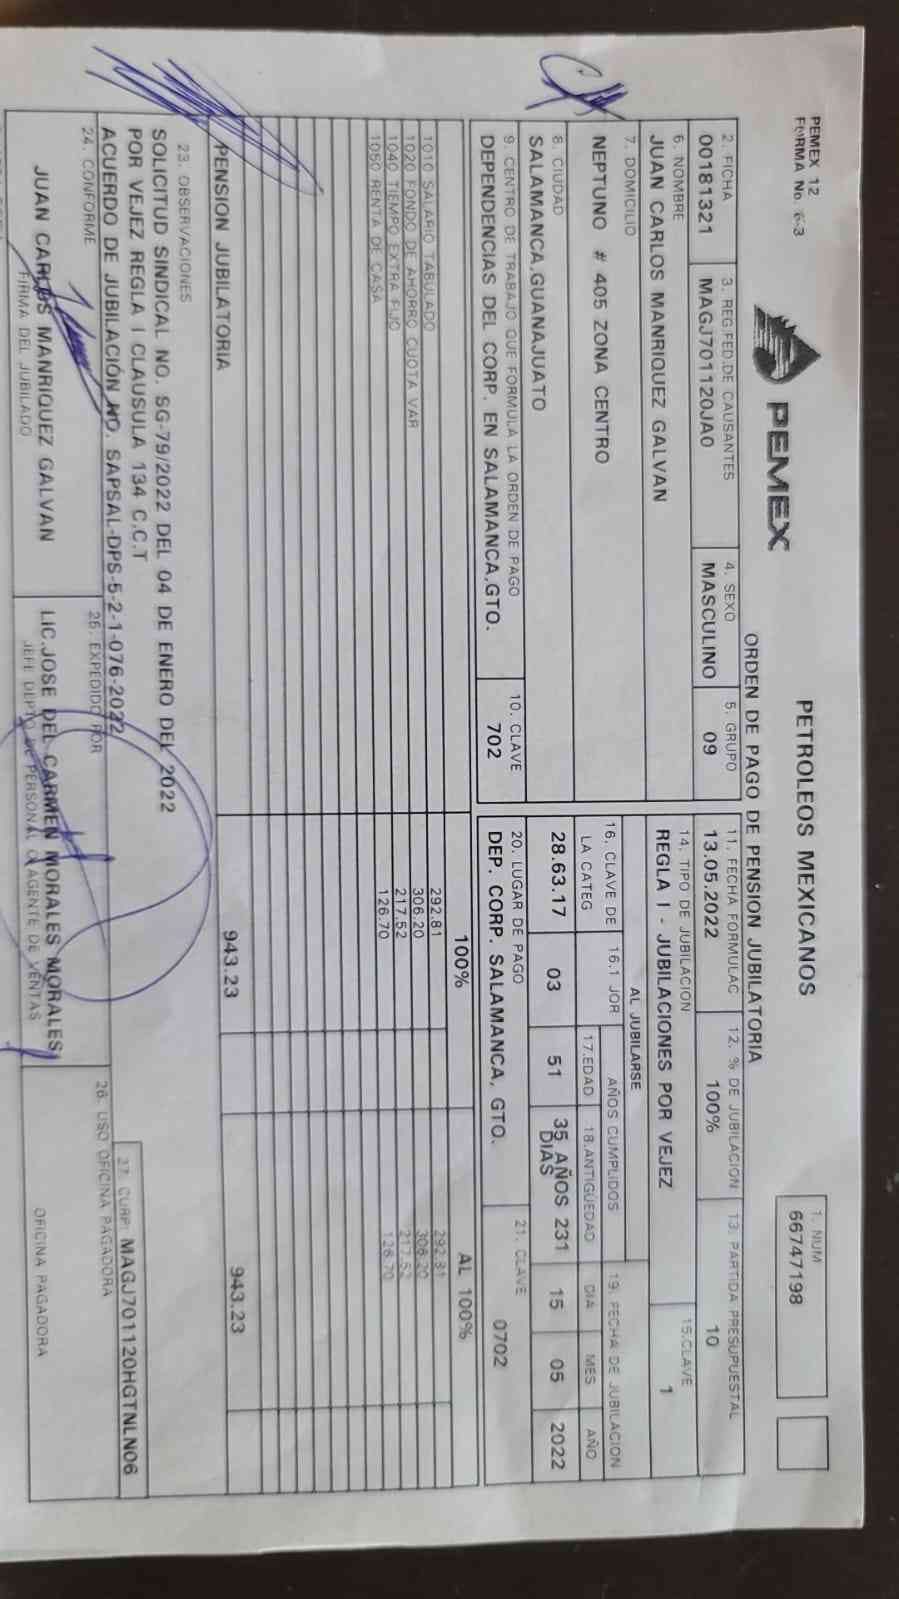 PEMEX 12
FORMA No. 6-3
PEMEX
PETROLEOS MEXICANOS
ORDEN DE PAGO DE PENSION JUBILATORIA
1. NUM
66747198
2. FICHA
00181321
3. REG.FED.DE CAUSANTES
MAGJ701120JA0
4. SEXO
MASCULINO
5. GRUPO
09
6. NOMBRE
JUAN CARLOS MANRIQUEZ GALVAN
7. DOMICILIO
NEPTUNO # 405 ZONA CENTRO
8. CIUDAD
SALAMANCA,GUANAJUATO
9. CENTRO DE TRABAJO QUE FORMULA LA ORDEN DE PAGO
DEPENDENCIAS DEL CORP. EN SALAMANCA,GTO.
10. CLAVE
702
11. FECHA FORMULAC
13.05.2022
12. % DE JUBILACION
100%
13. PARTIDA PRESUPUESTAL
10
14. TIPO DE JUBILACION
REGLA I - JUBILACIONES POR VEJEZ
15.CLAVE
1
AL JUBILARSE
16. CLAVE DE
LA CATEG
28.63.17
16.1 JOR
03
AÑOS CUMPLIDOS
17.EDAD
51
18.ANTIGUEDAD
35 AÑOS 231
DIAS
19. FECHA DE JUBILACION
DIA MES AÑO
15 05 2022
20. LUGAR DE PAGO
DEP. CORP. SALAMANCA, GTO.
21. CLAVE
0702
100% AL 100%
1010 SALARIO TABULADO 292.81 292.81
1020 FONDO DE AHORRO CUOTA VAR 306.20 306.20
1040 TIEMPO EXTRA FIJO 217.52 217.52
1050 RENTA DE CASA 126.70 126.70
PENSION JUBILATORIA 943.23 943.23
23. OBSERVACIONES
SOLICITUD SINDICAL NO. SG-79/2022 DEL 04 DE ENERO DEL 2022
POR VEJEZ REGLA I CLAUSULA 134 C.C.T
ACUERDO DE JUBILACIÓN NO. SAPSAL-DPS-5-2-1-076-2022
27. CURP: MAGJ701120HGTNLN06
24. CONFORME
JUAN CARLOS MANRIQUEZ GALVAN
FIRMA DEL JUBILADO
25. EXPEDIDO POR
LIC.JOSE DEL CARMEN MORALES MORALES
JEFE DEPTO DE PERSONAL O AGENTE DE VENTAS
26. USO OFICINA PAGADORA
OFICINA PAGADORA